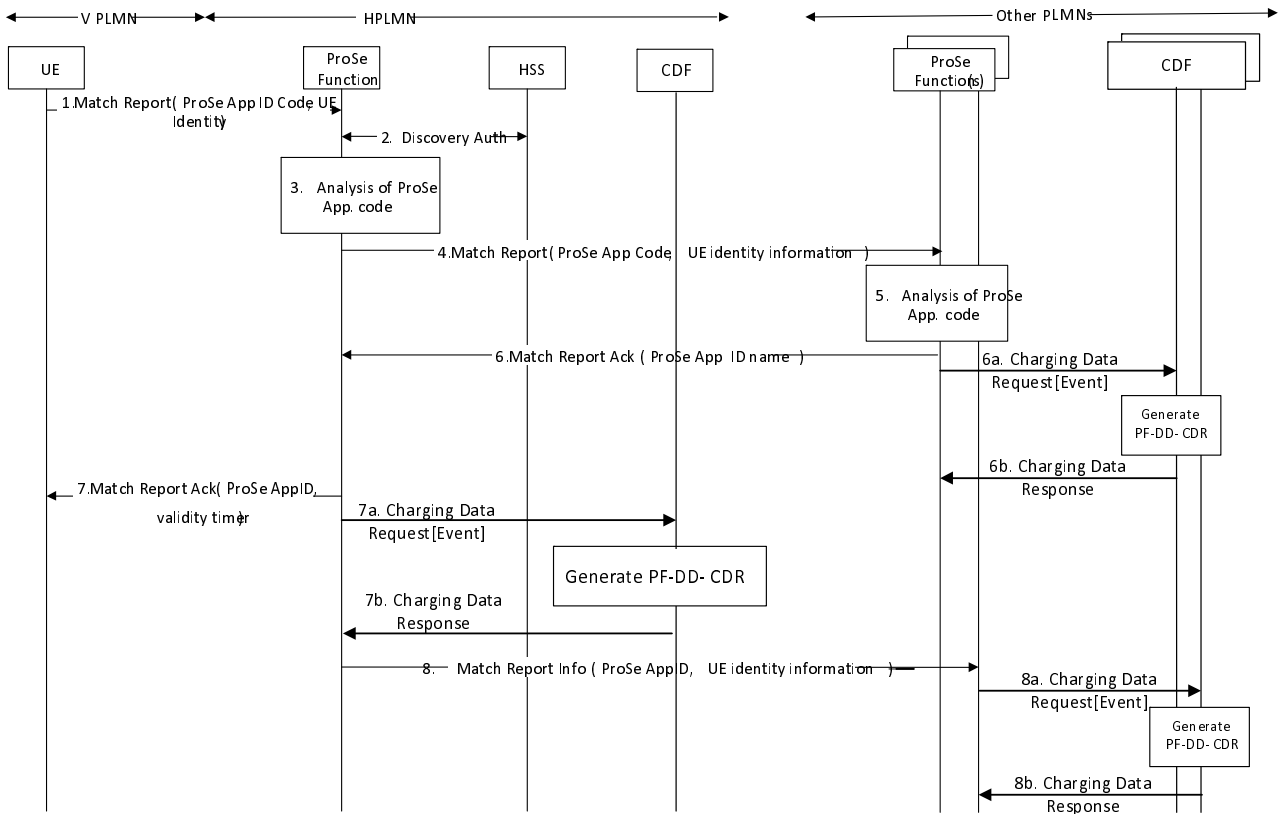 V PLMN
HPLMN
Other PLMNs
UE
ProSe
Function
HSS
CDF
ProSe
Function(s)
CDF
1.Match Report( ProSe App ID Code, UE
Identity)
2. Discovery Auth
3. Analysis of ProSe
App. code
4.Match Report( ProSe App Code, UE identity information )
5. Analysis of ProSe
App. code
6.Match Report Ack ( ProSe App ID name )
6a. Charging Data
Request[Event]
Generate
PF-DD- CDR
6b. Charging Data
Response
7.Match Report Ack( ProSe AppID,
validity timer)
7a. Charging Data
Request[Event]
Generate PF-DD- CDR
7b. Charging Data
Response
8. Match Report Info ( ProSe AppID, UE identity information )
8a. Charging Data
Request[Event]
Generate
PF-DD- CDR
8b. Charging Data
Response